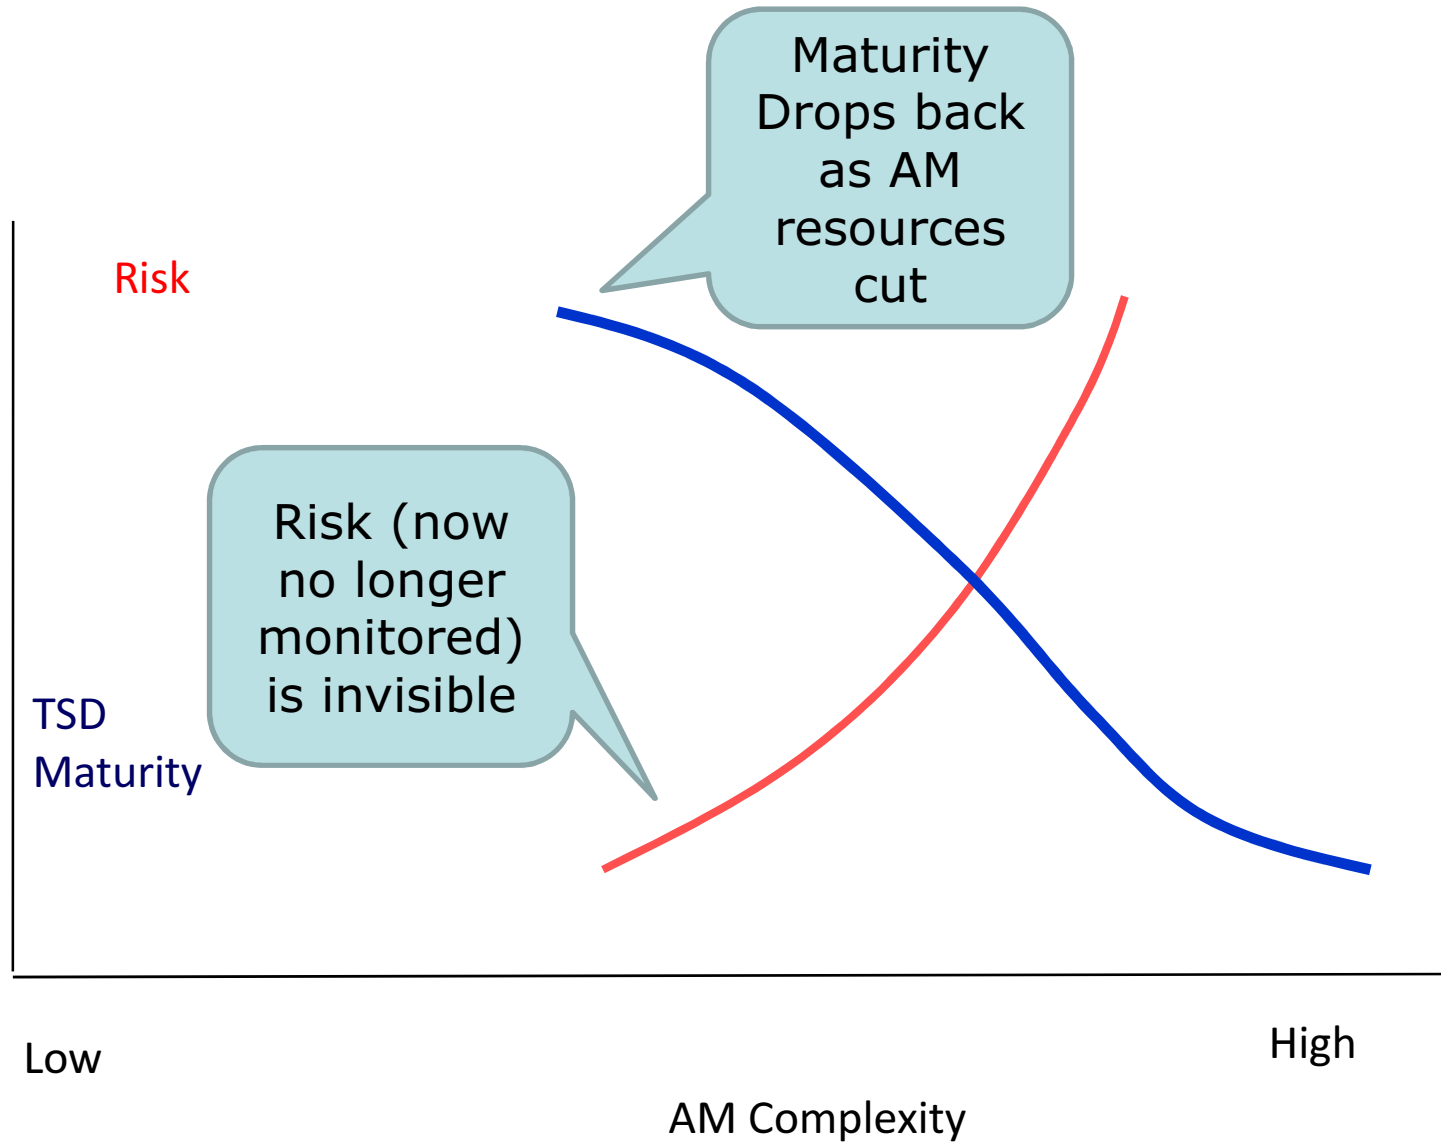 Maturity
Drops back
as AM
resources
cut
Risk
Risk (now
no longer
monitored)
is invisible
TSD
Maturity
Low
High
AM Complexity